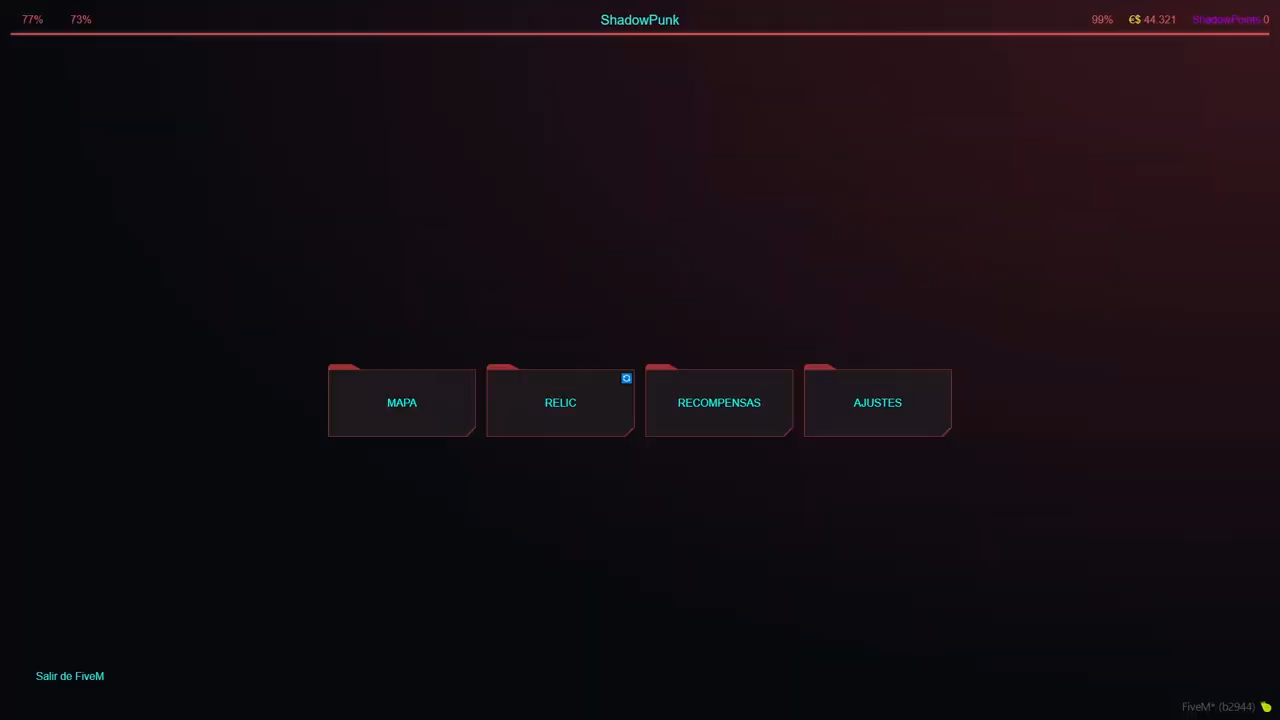 77% 73% ShadowPunk 99% €$ 44.321 ShadowPoints 0
MAPA RELIC RECOMPENSAS AJUSTES
Salir de FiveM
FiveM* (b2944)